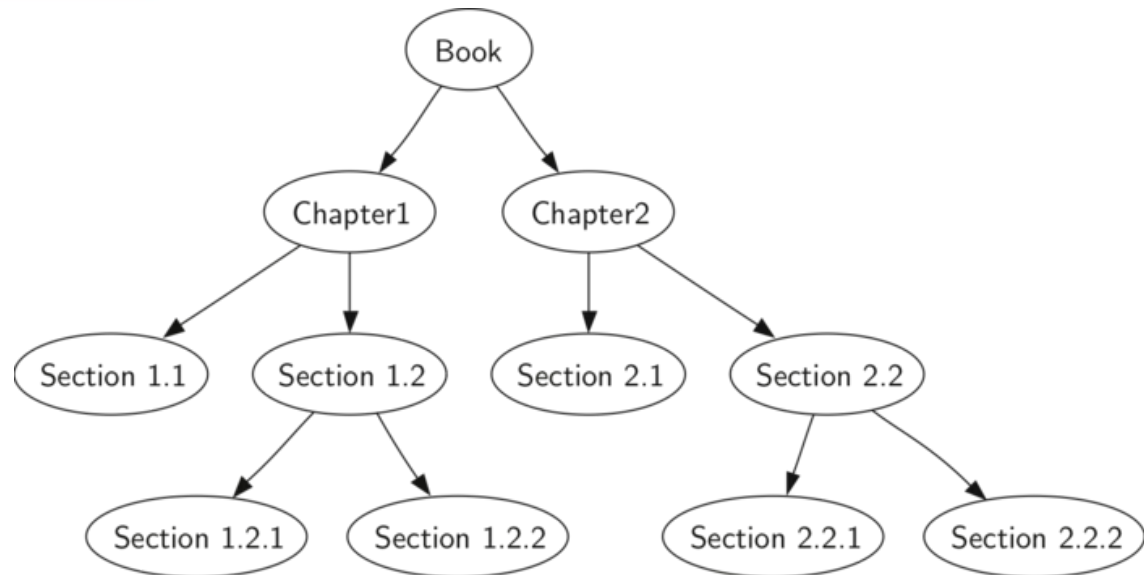 Book
Chapter1
Chapter2
Section 1.1
Section 1.2
Section 2.1
Section 2.2
Section 1.2.1
Section 1.2.2
Section 2.2.1
Section 2.2.2